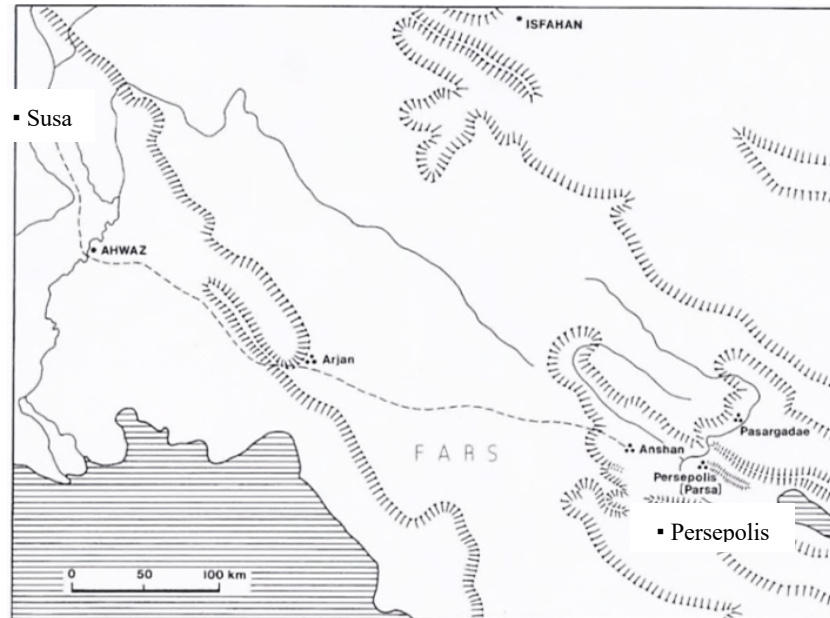 ISFAHAN
▪ Susa
AHWAZ
Arjan
FARS
Anshan
Pasargadae
Persepolis
(Parsa)
▪ Persepolis
0 50 100 km